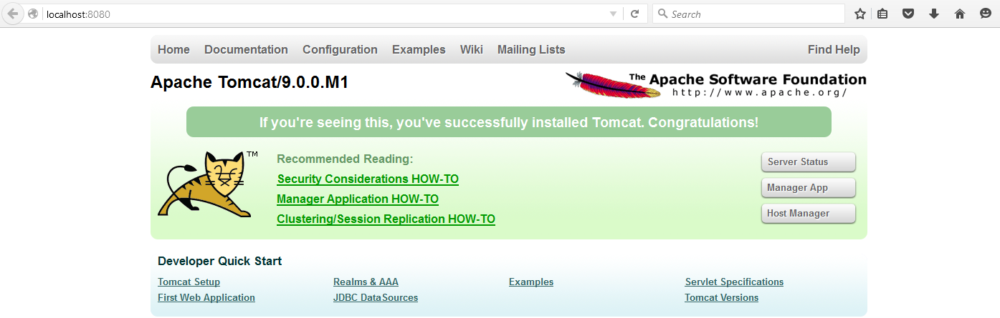 localhost:8080
Search
Home Documentation Configuration Examples Wiki Mailing Lists Find Help
Apache Tomcat/9.0.0.M1
The Apache Software Foundation
http://www.apache.org/
If you're seeing this, you've successfully installed Tomcat. Congratulations!
TM
Recommended Reading:
Security Considerations HOW-TO
Manager Application HOW-TO
Clustering/Session Replication HOW-TO
Server Status
Manager App
Host Manager
Developer Quick Start
Tomcat Setup Realms & AAA Examples Servlet Specifications
First Web Application JDBC DataSources Tomcat Versions